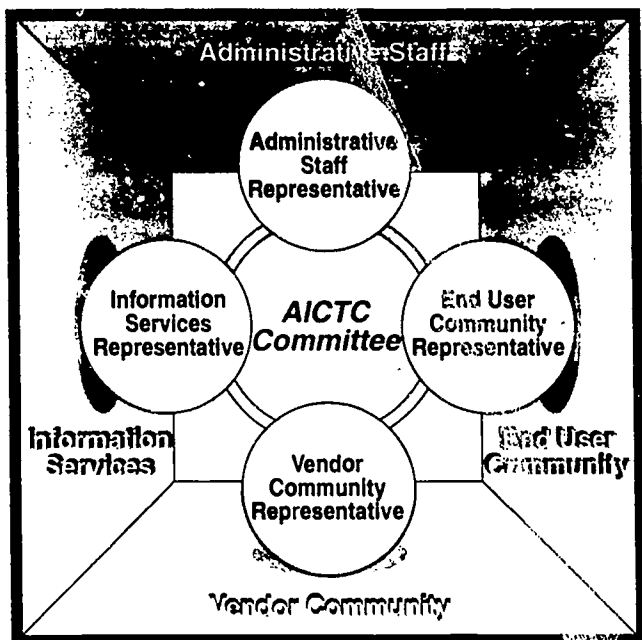 Administrative Staff
Administrative
Staff
Representative
Information
Services
Representative
AICTC
Committee
End User
Community
Representative
Information
Services
End User
Community
Vendor
Community
Representative
Vendor Community